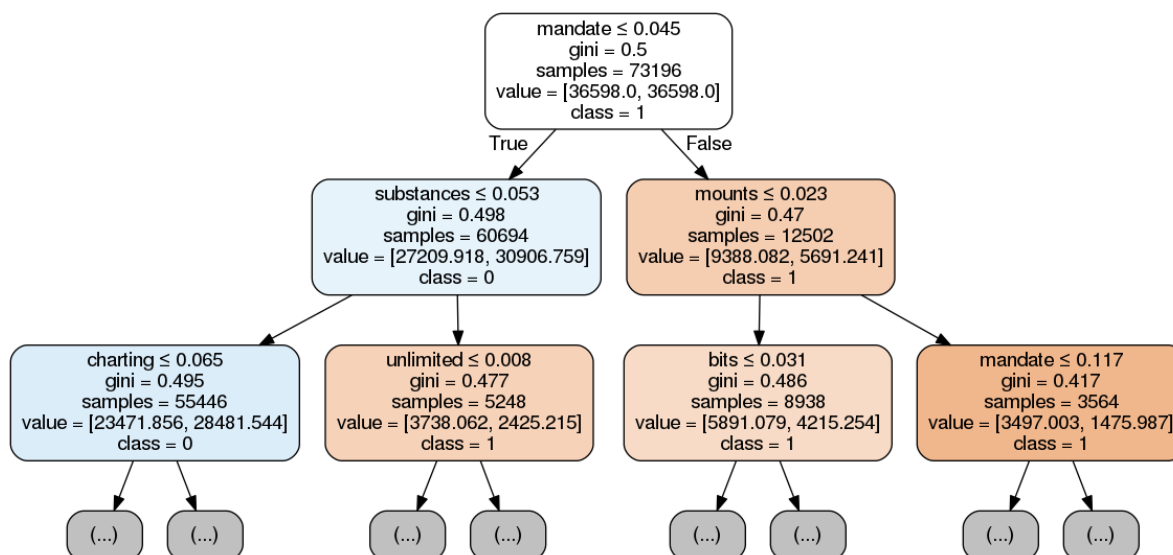 mandate ≤ 0.045
gini = 0.5
samples = 73196
value = [36598.0, 36598.0]
class = 1
True
False
substances ≤ 0.053
gini = 0.498
samples = 60694
value = [27209.918, 30906.759]
class = 0
mounts ≤ 0.023
gini = 0.47
samples = 12502
value = [9388.082, 5691.241]
class = 1
charting ≤ 0.065
gini = 0.495
samples = 55446
value = [23471.856, 28481.544]
class = 0
unlimited ≤ 0.008
gini = 0.477
samples = 5248
value = [3738.062, 2425.215]
class = 1
bits ≤ 0.031
gini = 0.486
samples = 8938
value = [5891.079, 4215.254]
class = 1
mandate ≤ 0.117
gini = 0.417
samples = 3564
value = [3497.003, 1475.987]
class = 1
(...)
(...)
(...)
(...)
(...)
(...)
(...)
(...)